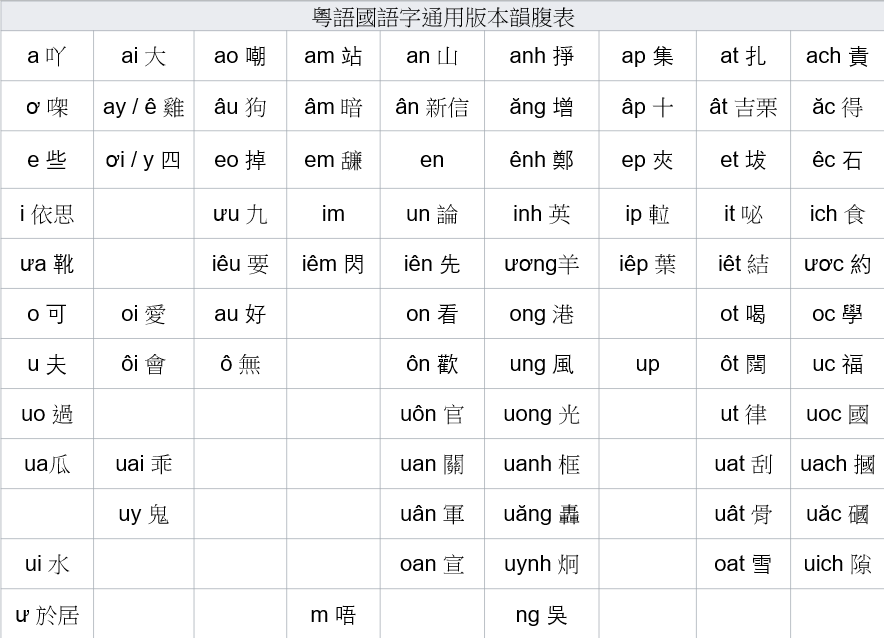 粵語國語字通用版本韻腹表
a 吖 ai 大 ao 嘲 am 站 an 山 anh 掙 ap 集 at 扎 ach 責
ơ 㗎 ay / ê 雞 âu 狗 âm 暗 ân 新信 ăng 增 âp 十 ât 吉栗 ăc 得
e 些 ơi / y 四 eo 掉 em 𦧷 en ênh 鄭 ep 夾 et 坺 êc 石
i 依思 ưu 九 im un 論 inh 英 ip 𨋢 it 咇 ich 食
ưa 靴 iêu 要 iêm 閃 iên 先 ương羊 iêp 葉 iêt 結 ươc 約
o 可 oi 愛 au 好 on 看 ong 港 ot 喝 oc 學
u 夫 ôi 會 ô 無 ôn 歡 ung 風 up ôt 闊 uc 福
uo 過 uôn 官 uong 光 ut 律 uoc 國
ua瓜 uai 乖 uan 關 uanh 框 uat 刮 uach 摑
uy 鬼 uân 軍 uăng 轟 uât 骨 uăc 𥕏
ui 水 oan 宣 uynh 炯 oat 雪 uich 隙
ư 於居 m 唔 ng 吳